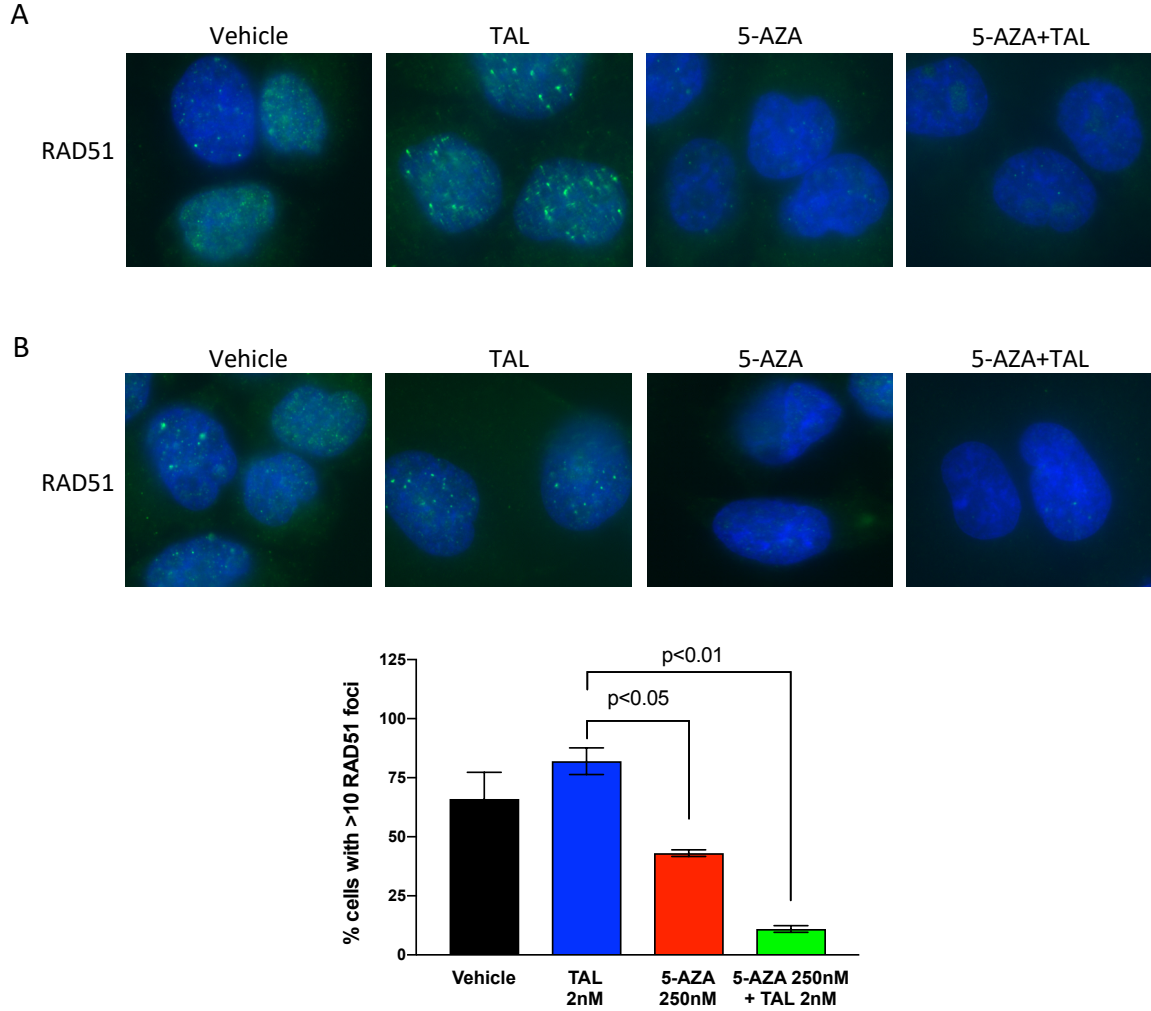 A
Vehicle
TAL
5-AZA
5-AZA+TAL
RAD51
B
Vehicle
TAL
5-AZA
5-AZA+TAL
RAD51
% cells with >10 RAD51 foci
125
100
75
50
25
0
p<0.01
p<0.05
Vehicle
TAL
2nM
5-AZA
250nM
5-AZA 250nM
+ TAL 2nM